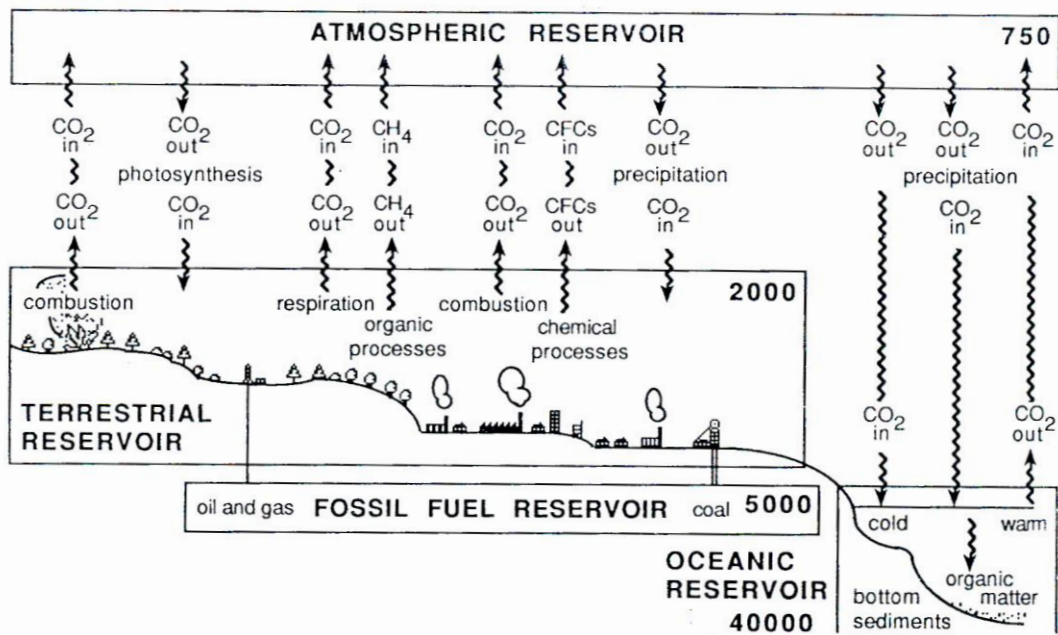 ATMOSPHERIC RESERVOIR 750
CO2 in
CO2 out
CO2 in
CH4 in
CO2 in
CFCs in
CO2 out
CO2 out
CO2 out
CO2 in
photosynthesis
precipitation
precipitation
CO2 out
CO2 in
CO2 out
CH4 out
CO2 out
CFCs out
CO2 in
CO2 in
combustion
respiration
combustion
2000
organic
processes
chemical
processes
TERRESTRIAL
RESERVOIR
CO2 in
CO2 out
oil and gas FOSSIL FUEL RESERVOIR coal 5000
cold
warm
OCEANIC
RESERVOIR
40000
organic
matter
bottom
sediments